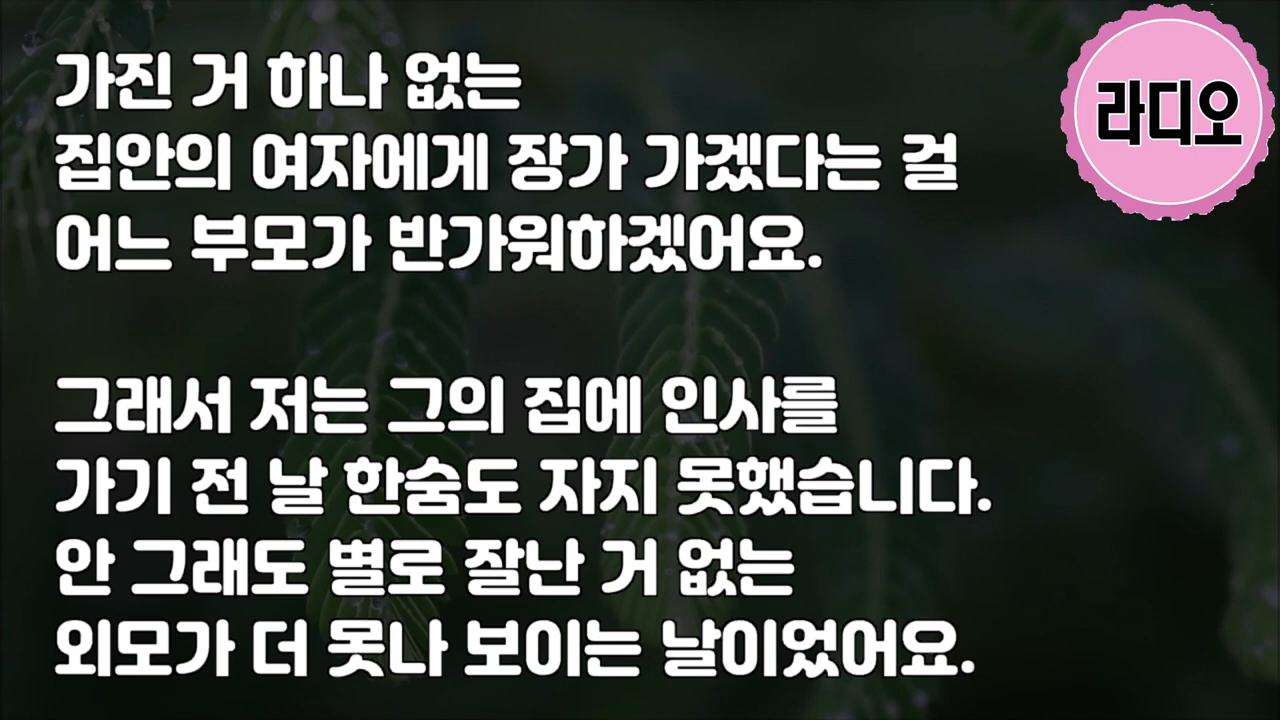 가진 거 하나 없는
집안의 여자에게 장가 가겠다는 걸
어느 부모가 반가워하겠어요.
그래서 저는 그의 집에 인사를
가기 전 날 한숨도 자지 못했습니다.
안 그래도 별로 잘난 거 없는
외모가 더 못나 보이는 날이었어요.
라디오